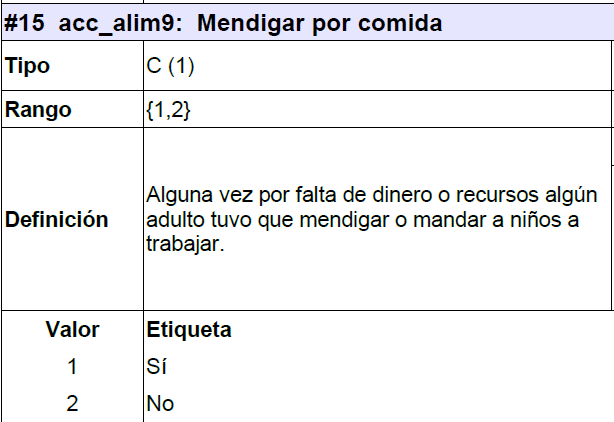 #15 acc_alim9: Mendigar por comida
Tipo C (1)
Rango {1,2}
Definición Alguna vez por falta de dinero o recursos algún
adulto tuvo que mendigar o mandar a niños a
trabajar.
Valor Etiqueta
1 Sí
2 No